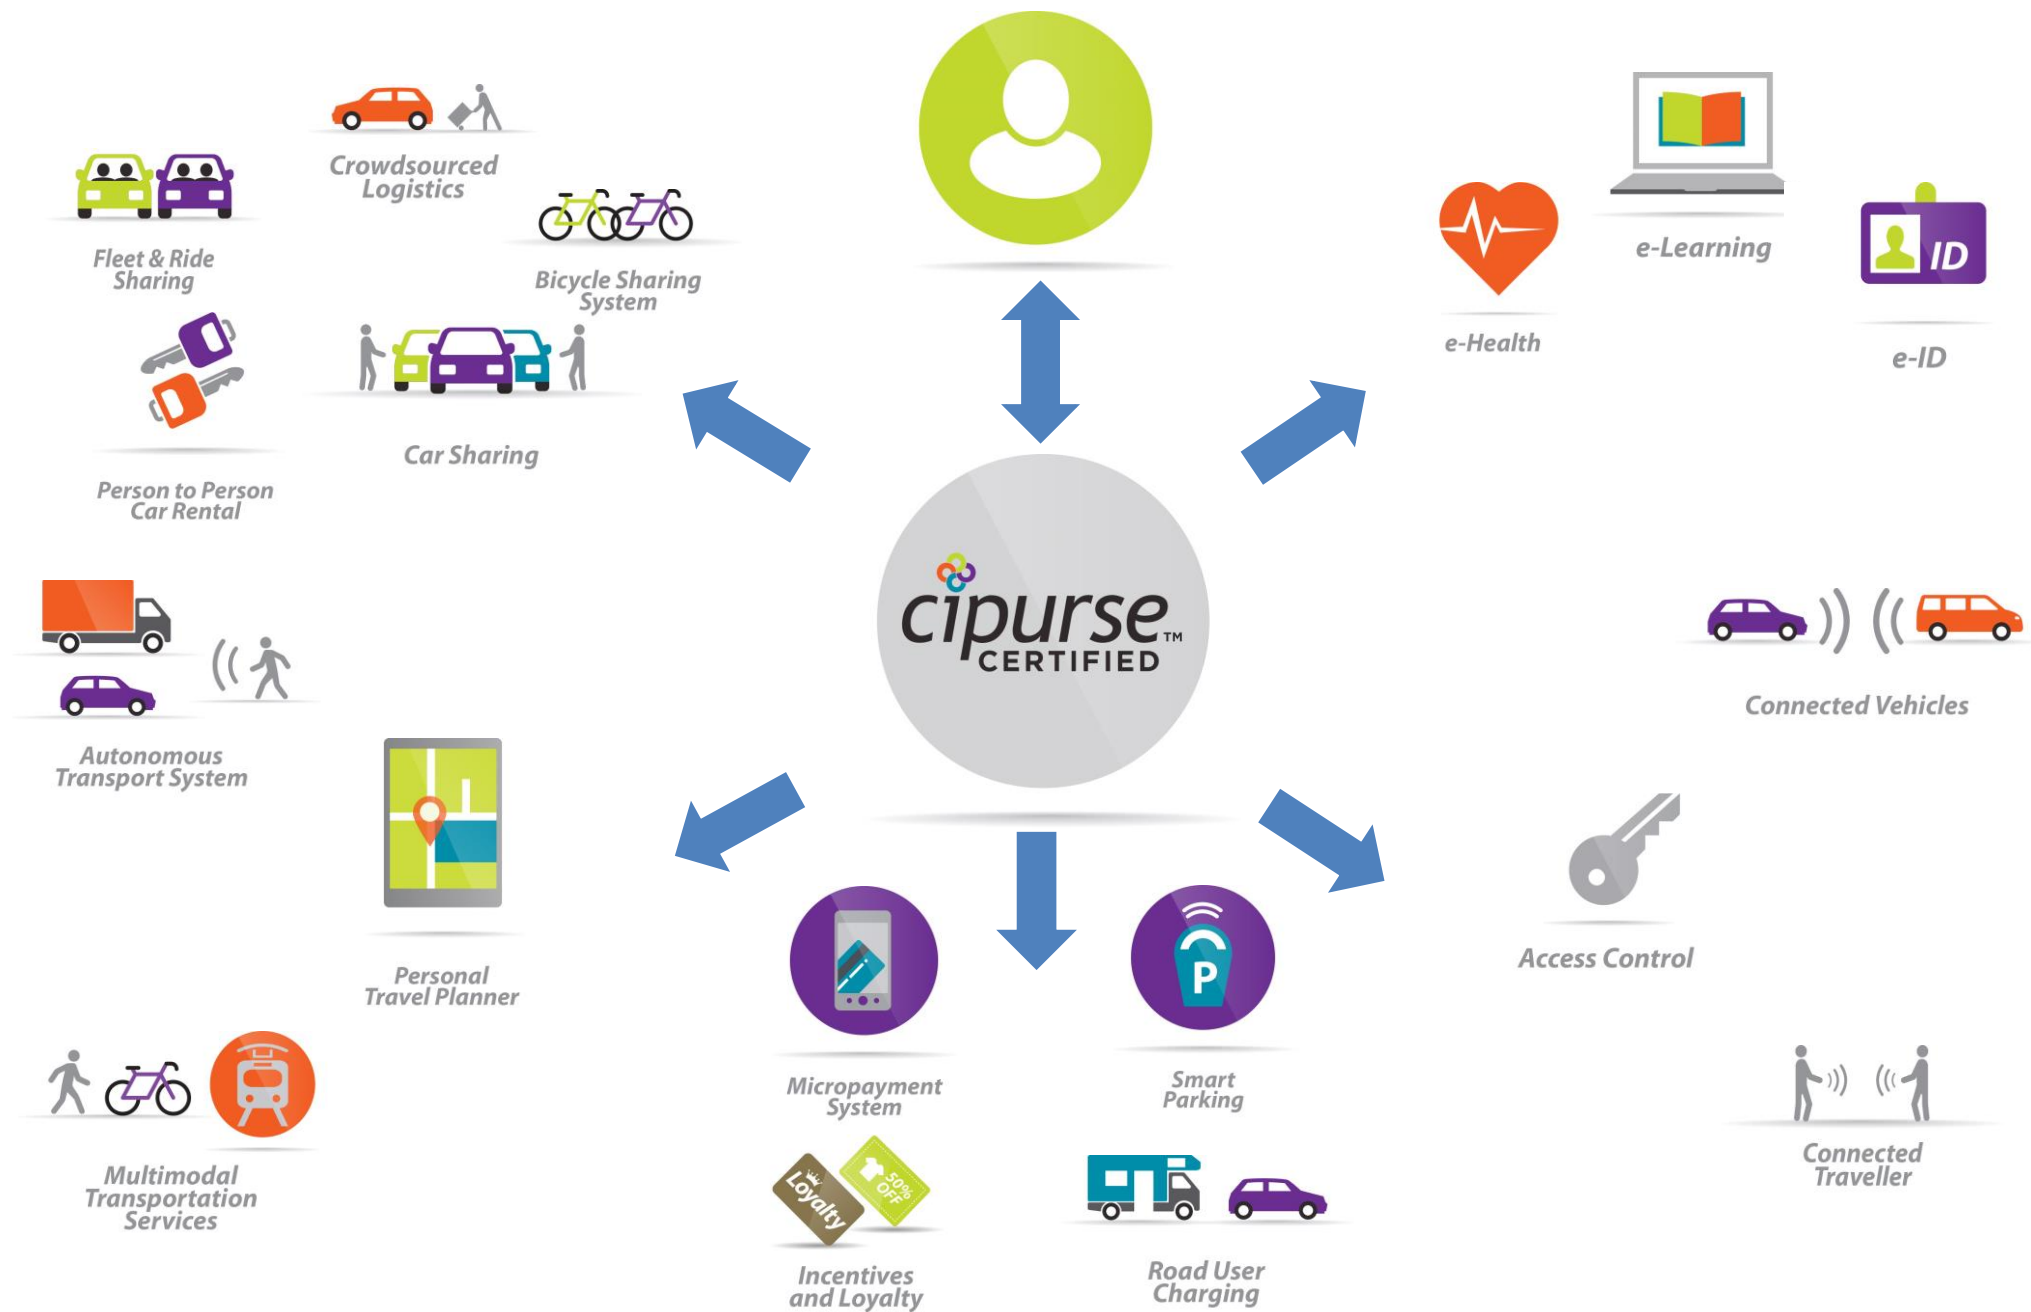 Crowdsourced
Logistics
Fleet & Ride
Sharing
Bicycle Sharing
System
Person to Person
Car Rental
Car Sharing
e-Health
e-Learning
ID
e-ID
cipurse™
CERTIFIED
Autonomous
Transport System
Personal
Travel Planner
Multimodal
Transportation
Services
Connected Vehicles
Access Control
Connected
Traveller
Micropayment
System
P
Smart
Parking
Loyalty
50%
OFF
Incentives
and Loyalty
Road User
Charging